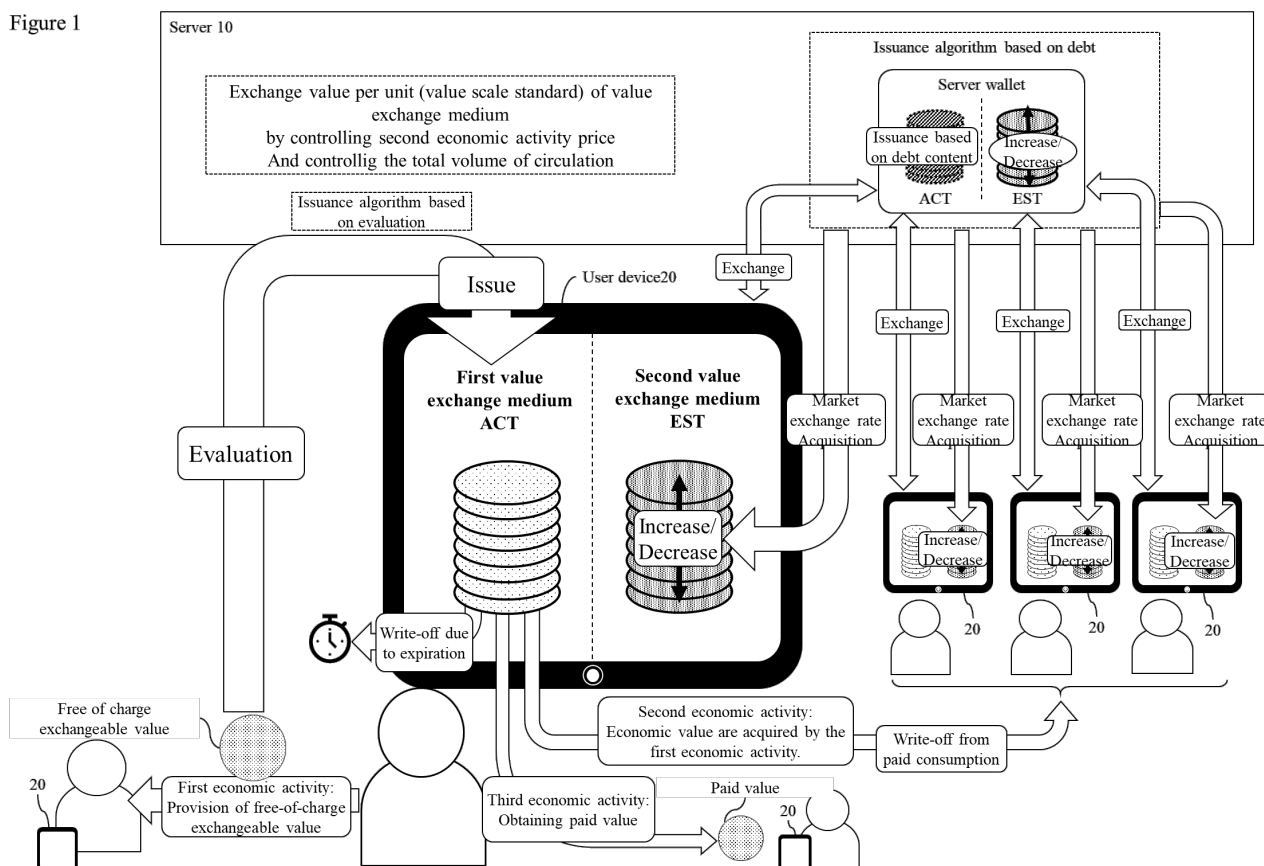 Figure 1
Server 10
Issuance algorithm based on debt
Server wallet
Exchange value per unit (value scale standard) of value
exchange medium
by controlling second economic activity price
And controllig the total volume of circulation
Issuance based
on debt content
Increase/
Decrease
ACT
EST
Issuance algorithm based
on evaluation
Issue
User device20
Exchange
Exchange
Exchange
Exchange
First value
exchange medium
ACT
Second value
exchange medium
EST
Market
exchange rate
Acquisition
Market
exchange rate
Acquisition
Market
exchange rate
Acquisition
Market
exchange rate
Acquisition
Evaluation
Increase/
Decrease
Increase/
Decrease
Increase/
Decrease
Increase/
Decrease
20
20
20
Write-off due
to expiration
Free of charge
exchangeable value
Second economic activity:
Economic value are acquired by the
first economic activity.
Write-off from
paid consumption
20
First economic activity:
Provision of free-of-charge
exchangeable value
Third economic activity:
Obtaining paid value
Paid value
20